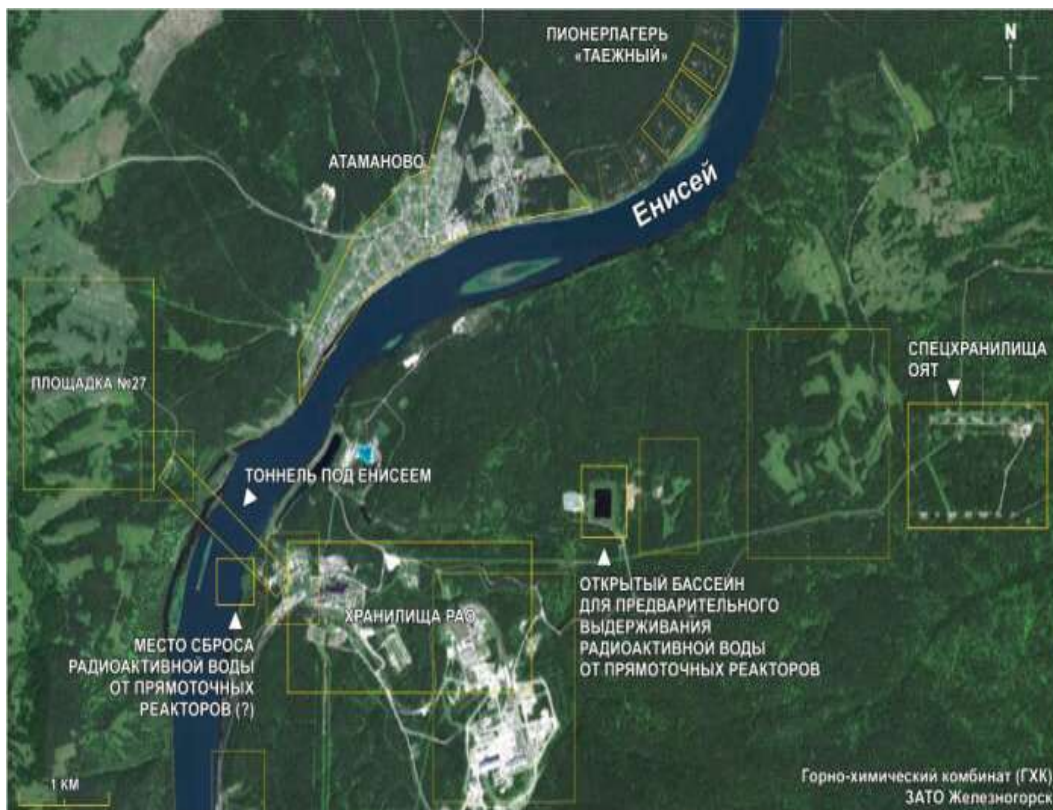 ПИОНЕРЛАГЕРЬ
«ТАЕЖНЫЙ»
N
АТАМАНОВО
Енисей
СПЕЦХРАНИЛИЩА
ОЯТ
ПЛОЩАДКА №27
ТОННЕЛЬ ПОД ЕНИСЕЕМ
ХРАНИЛИЩА РАО
ОТКРЫТЫЙ БАССЕЙН
ДЛЯ ПРЕДВАРИТЕЛЬНОГО
ВЫДЕРЖИВАНИЯ
РАДИОАКТИВНОЙ ВОДЫ
ОТ ПРЯМОТОЧНЫХ РЕАКТОРОВ
МЕСТО СБРОСА
РАДИОАКТИВНОЙ ВОДЫ
ОТ ПРЯМОТОЧНЫХ
РЕАКТОРОВ (?)
1 КМ
Горно-химический комбинат (ГХК)
ЗАТО Железногорск